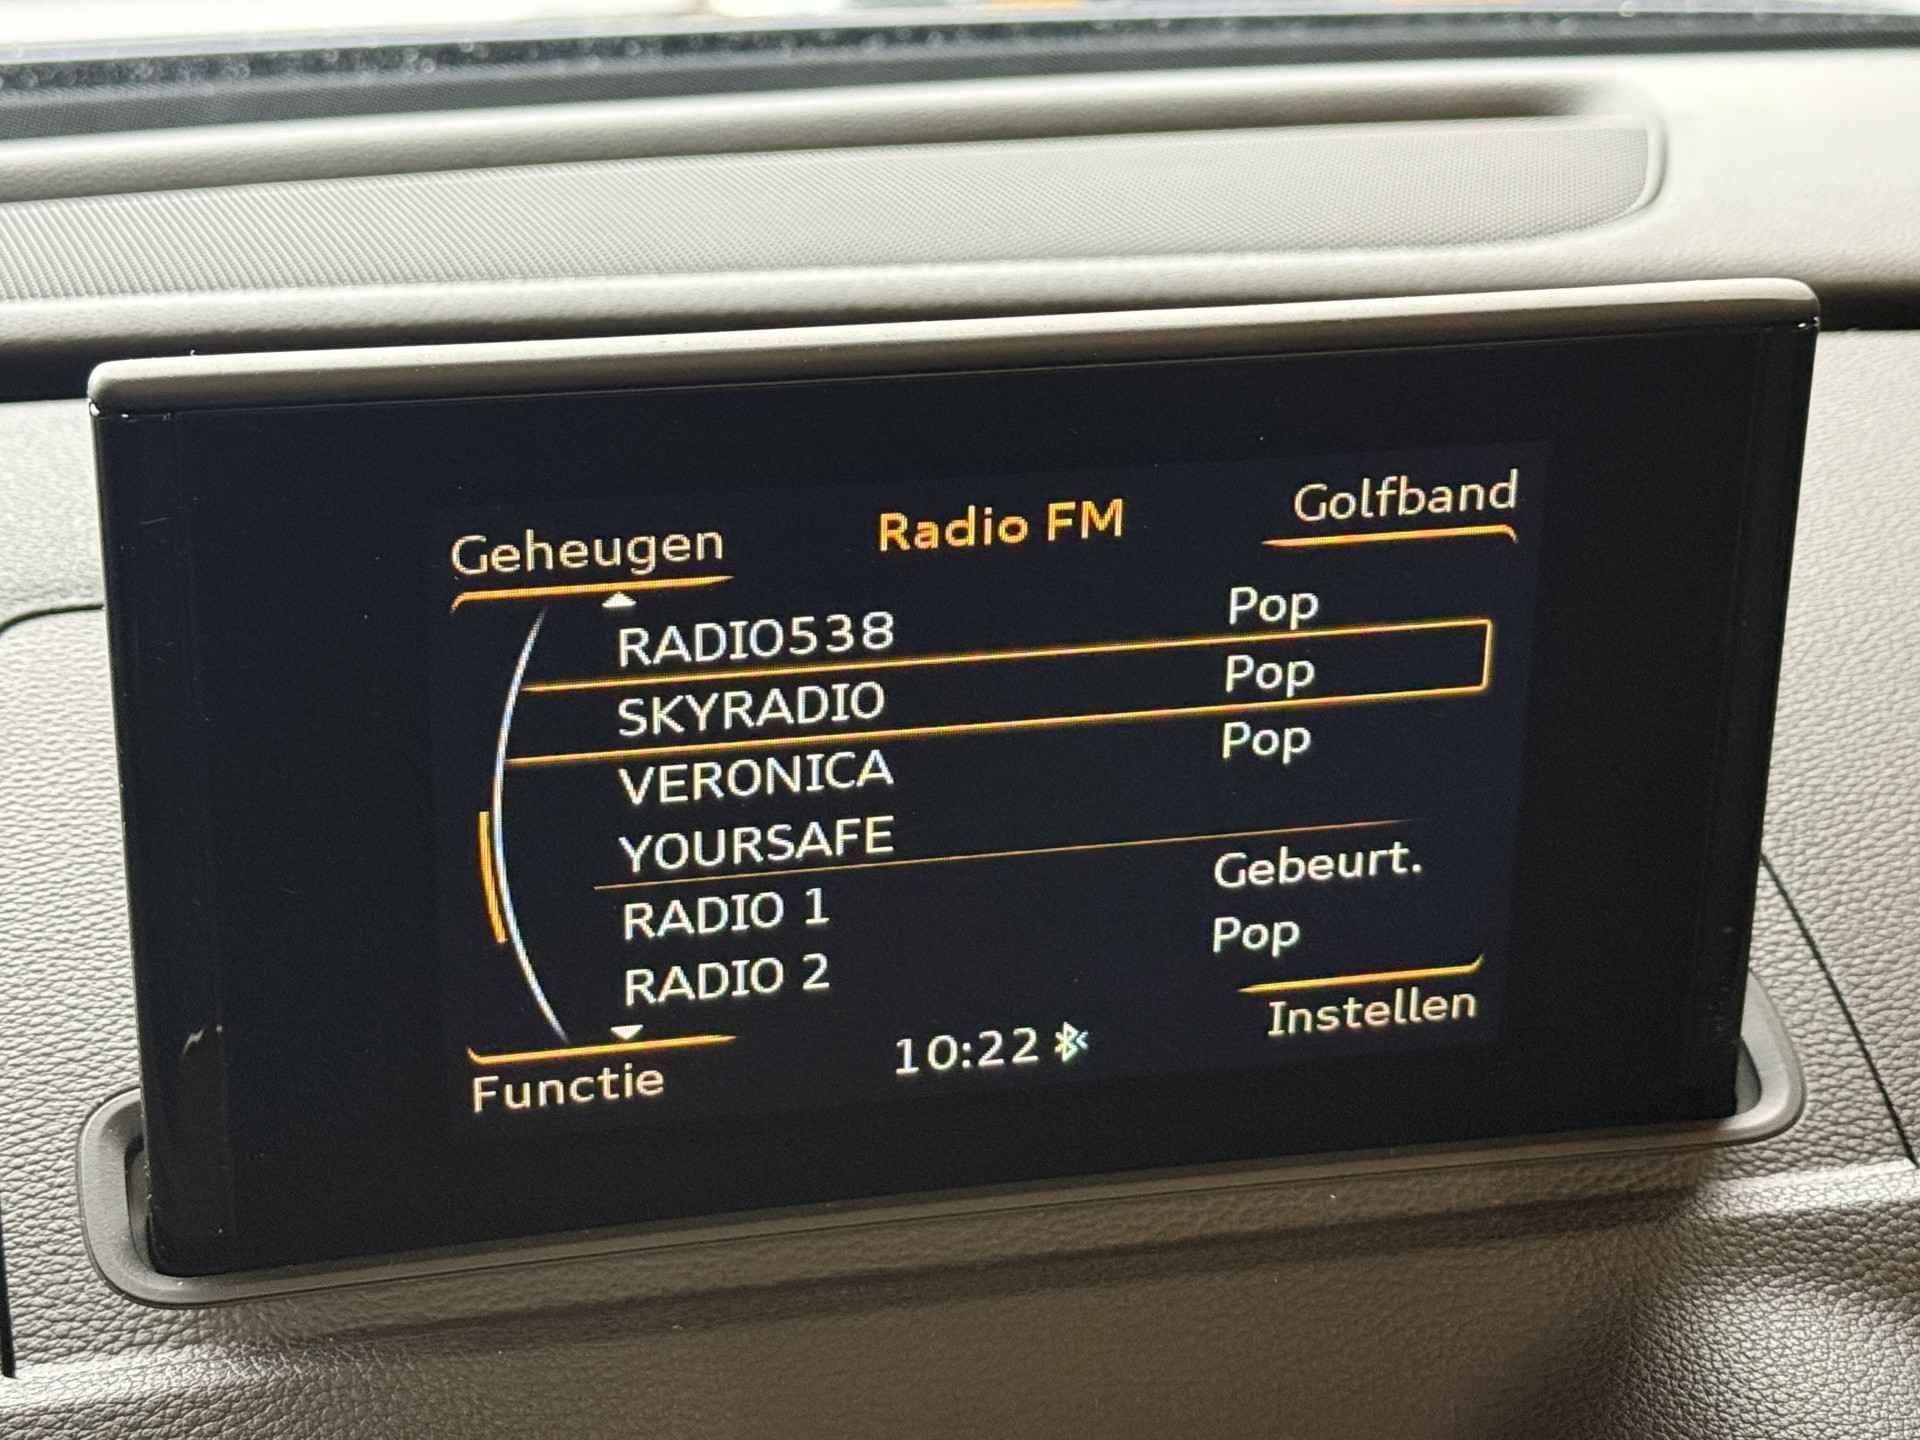 Geheugen Radio FM Golfband
RADIO538 Pop
SKYRADIO Pop
VERONICA Pop
YOURSAFE
RADIO 1 Gebeurt.
RADIO 2 Pop
Functie 10:22 Instellen